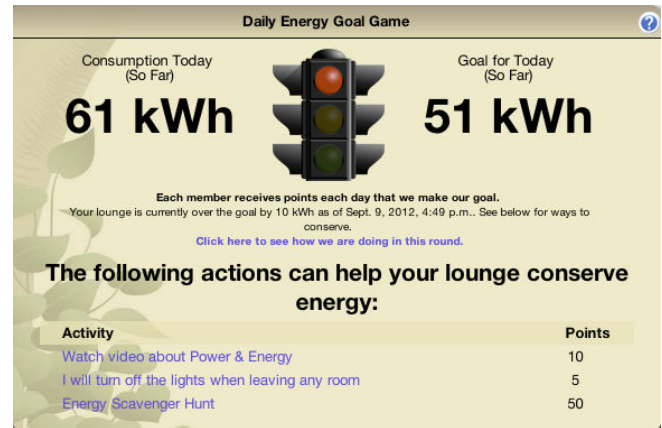 Daily Energy Goal Game
?
Consumption Today
(So Far)
61 kWh
Goal for Today
(So Far)
51 kWh
Each member receives points each day that we make our goal.
Your lounge is currently over the goal by 10 kWh as of Sept. 9, 2012, 4:49 p.m.. See below for ways to
conserve.
Click here to see how we are doing in this round.
The following actions can help your lounge conserve
energy:
Activity Points
Watch video about Power & Energy 10
I will turn off the lights when leaving any room 5
Energy Scavenger Hunt 50